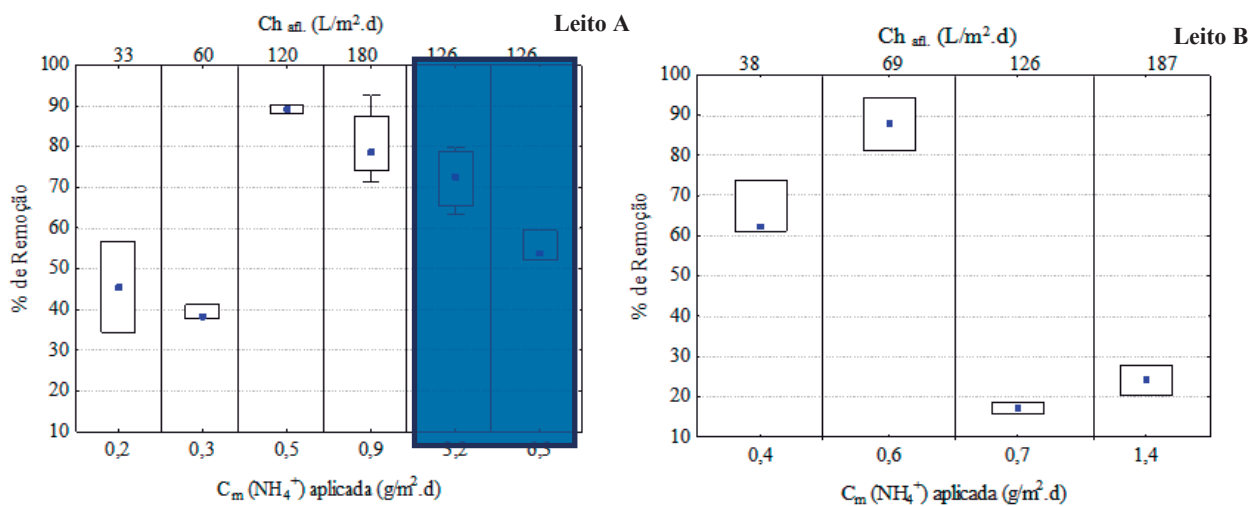 Ch afl. (L/m².d) Leito A
33 60 120 180 126 126
100
90
80
70
60
50
40
30
20
10
% de Remoção
0,2 0,3 0,5 0,9
Cm (NH4+) aplicada (g/m².d)
Ch afl. (L/m².d) Leito B
38 69 126 187
100
90
80
70
60
50
40
30
20
10
% de Remoção
0,4 0,6 0,7 1,4
Cm (NH4+) aplicada (g/m².d)